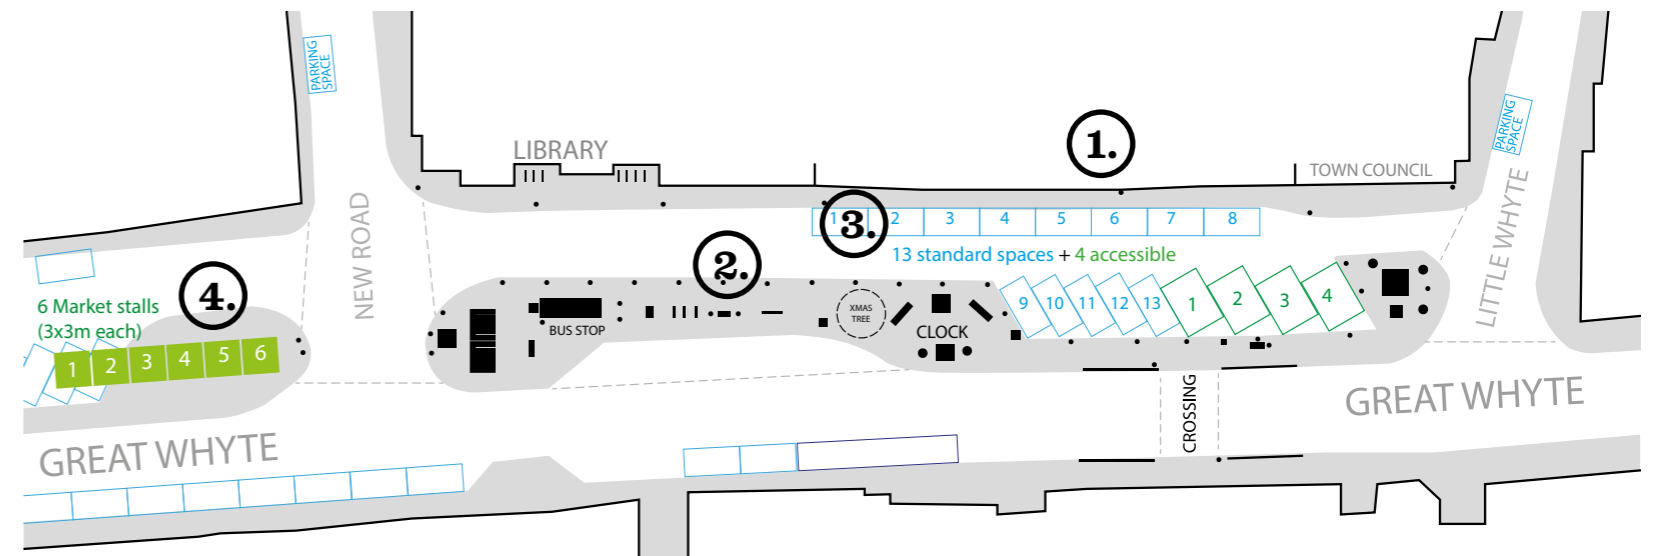 PARKING
SPACE
PARKING
SPACE
1.
LIBRARY
TOWN COUNCIL
NEW ROAD
LITTLE WHYTE
1 2 3 4 5 6 7 8
3.
13 standard spaces + 4 accessible
2.
4.
6 Market stalls
(3x3m each)
9 10 11 12 13 1 2 3 4
XMAS
TREE
BUS STOP
CLOCK
1 2 3 4 5 6
CROSSING
GREAT WHYTE
GREAT WHYTE